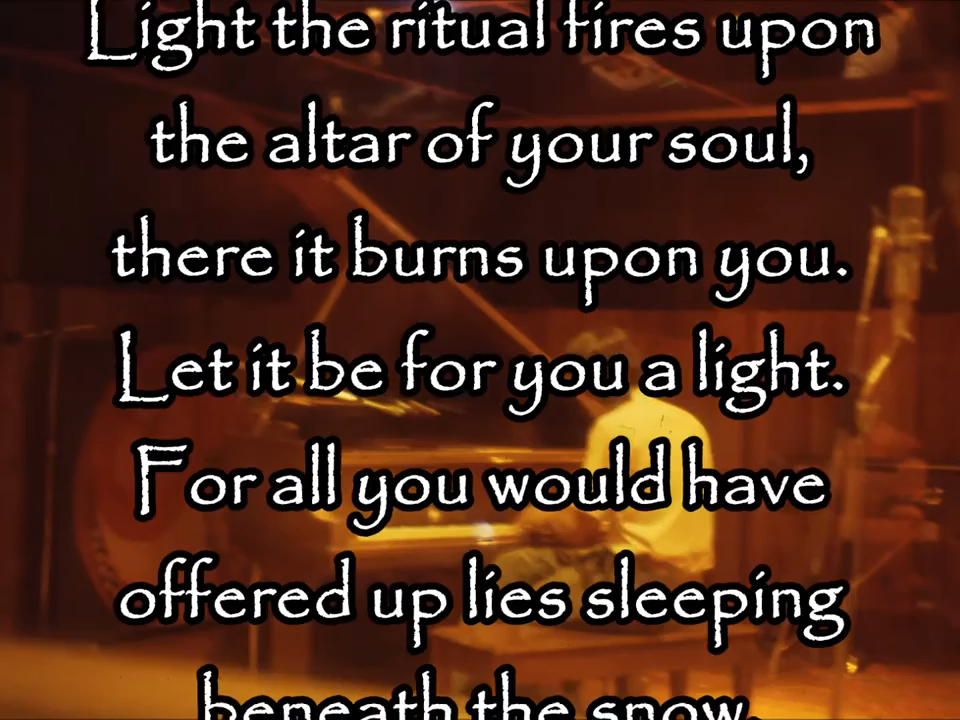 Light the ritual fires upon
the altar of your soul,
there it burns upon you.
Let it be for you a light.
For all you would have
offered up lies sleeping
beneath the snow.